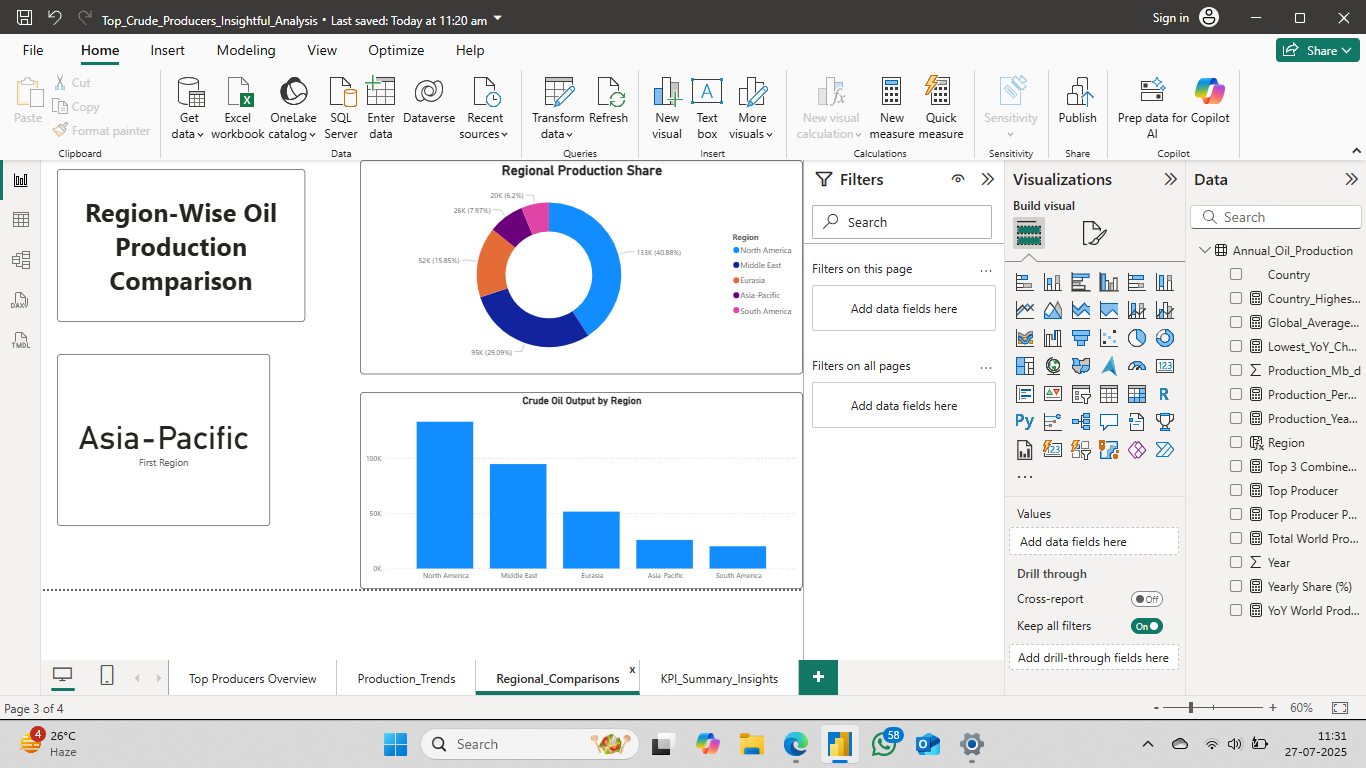 Top_Crude_Producers_Insightful_Analysis • Last saved: Today at 11:20 am
Sign in
File
Home
Insert
Modeling
View
Optimize
Help
Share
Paste
Cut
Copy
Format painter
Clipboard
Get
data
Excel
workbook
OneLake
catalog
SQL
Server
Enter
data
Dataverse
Recent
sources
Data
Transform
data
Refresh
Queries
New
visual
Text
box
More
visuals
Insert
New visual
calculation
New
measure
Quick
measure
Calculations
Sensitivity
Sensitivity
Publish
Share
Prep data for
AI
Copilot
Copilot
DAX
TMDL
Region-Wise Oil
Production
Comparison
Asia-Pacific
First Region
Regional Production Share
20K (6.2%)
26K (7.97%)
52K (15.85%)
133K (40.88%)
95K (29.09%)
Region
North America
Middle East
Eurasia
Asia-Pacific
South America
Crude Oil Output by Region
100K
50K
0K
North America
Middle East
Eurasia
Asia-Pacific
South America
Filters
Search
Filters on this page
Add data fields here
Filters on all pages
Add data fields here
Visualizations
Build visual
123
R
Py
Values
Add data fields here
Drill through
Cross-report
Off
Keep all filters
On
Add drill-through fields here
Data
Search
Annual_Oil_Production
Country
Country_Highes...
Global_Average...
Lowest_YoY_Ch...
Production_Mb_d
Production_Per...
Production_Yea...
Region
Top 3 Combine...
Top Producer
Top Producer P...
Total World Pro...
Year
Yearly Share (%)
YoY World Prod...
Top Producers Overview
Production_Trends
Regional_Comparisons
x
KPI_Summary_Insights
+
Page 3 of 4
- + 60%
4
26°C
Haze
Search
58
11:31
27-07-2025